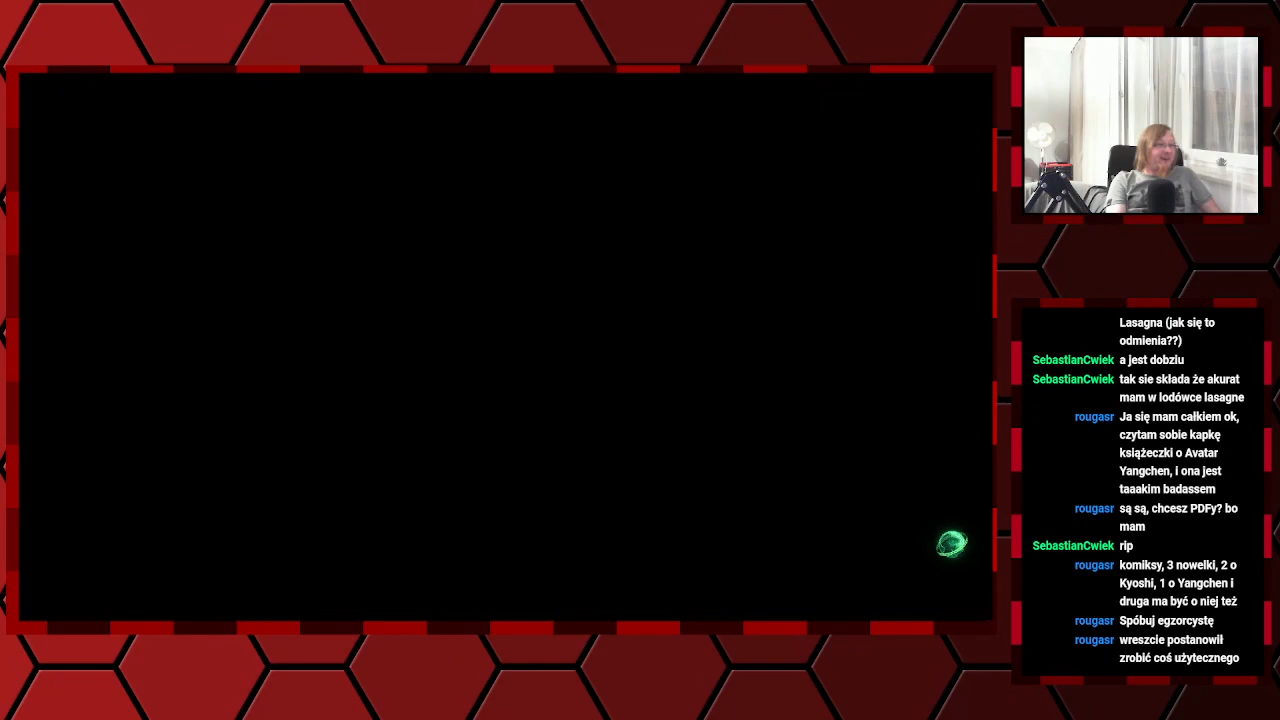 Lasagna (jak się to
odmienia??)
SebastianCwiek a jest dobziu
SebastianCwiek tak sie składa że akurat
mam w lodówce lasagne
rougasr Ja się mam całkiem ok,
czytam sobie kapkę
książeczki o Avatar
Yangchen, i ona jest
taaakim badassem
rougasr są są, chcesz PDFy? bo
mam
SebastianCwiek rip
rougasr komiksy, 3 nowelki, 2 o
Kyoshi, 1 o Yangchen i
druga ma być o niej też
rougasr Spóbuj egzorcystę
rougasr wreszcie postanowił
zrobić coś użytecznego